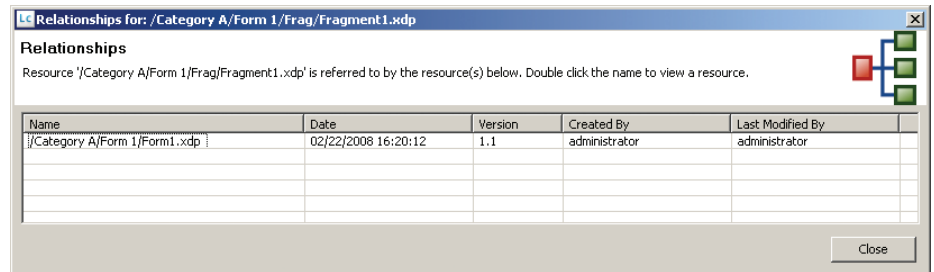 Lc Relationships for: /Category A/Form 1/Frag/Fragment1.xdp
Relationships
Resource '/Category A/Form 1/Frag/Fragment1.xdp' is referred to by the resource(s) below. Double click the name to view a resource.
Name Date Version Created By Last Modified By
/Category A/Form 1/Form1.xdp 02/22/2008 16:20:12 1.1 administrator administrator
Close